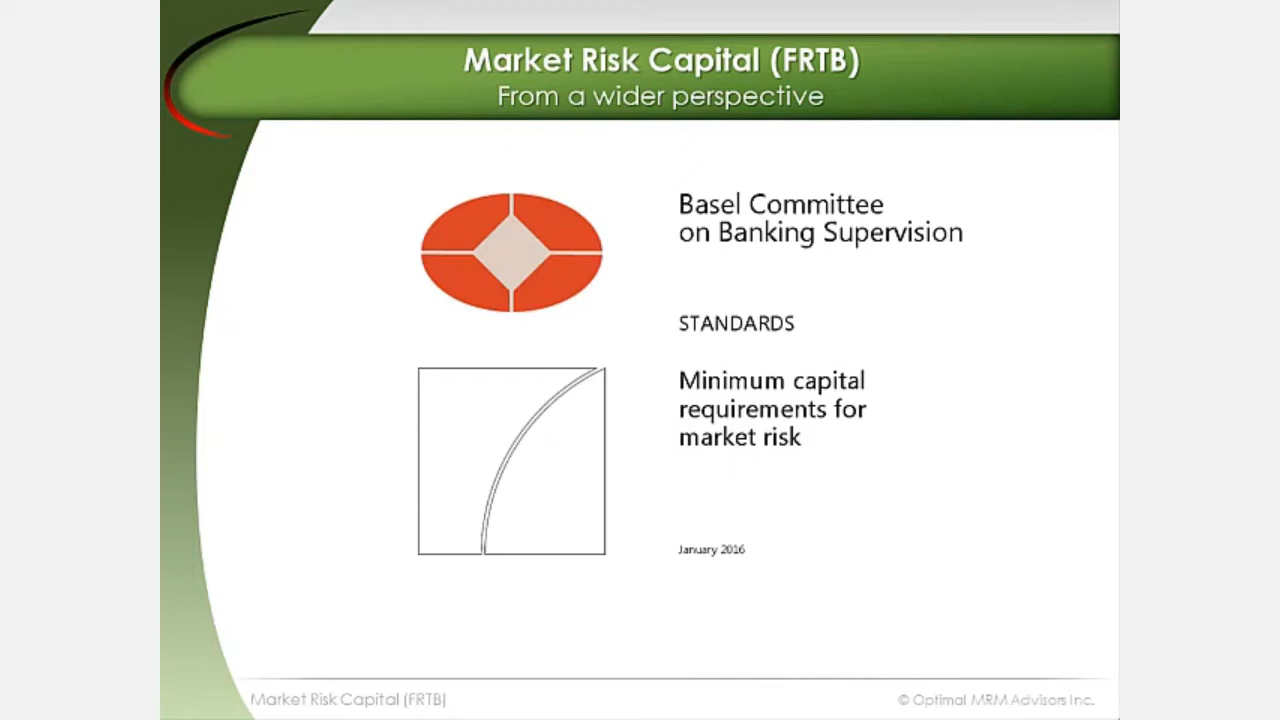 Market Risk Capital (FRTB)
From a wider perspective
Basel Committee
on Banking Supervision
STANDARDS
Minimum capital
requirements for
market risk
January 2016
Market Risk Capital (FRTB)
© Optimal MRM Advisors Inc.